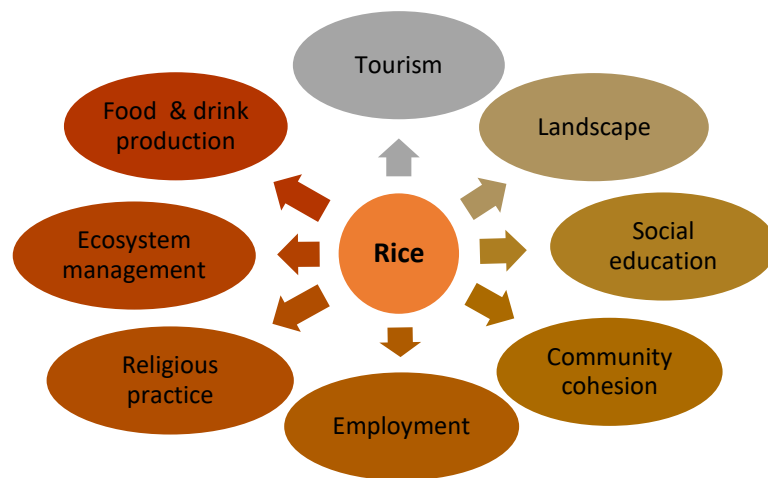 Tourism
Landscape
Social
education
Community
cohesion
Employment
Religious
practice
Ecosystem
management
Food & drink
production
Rice